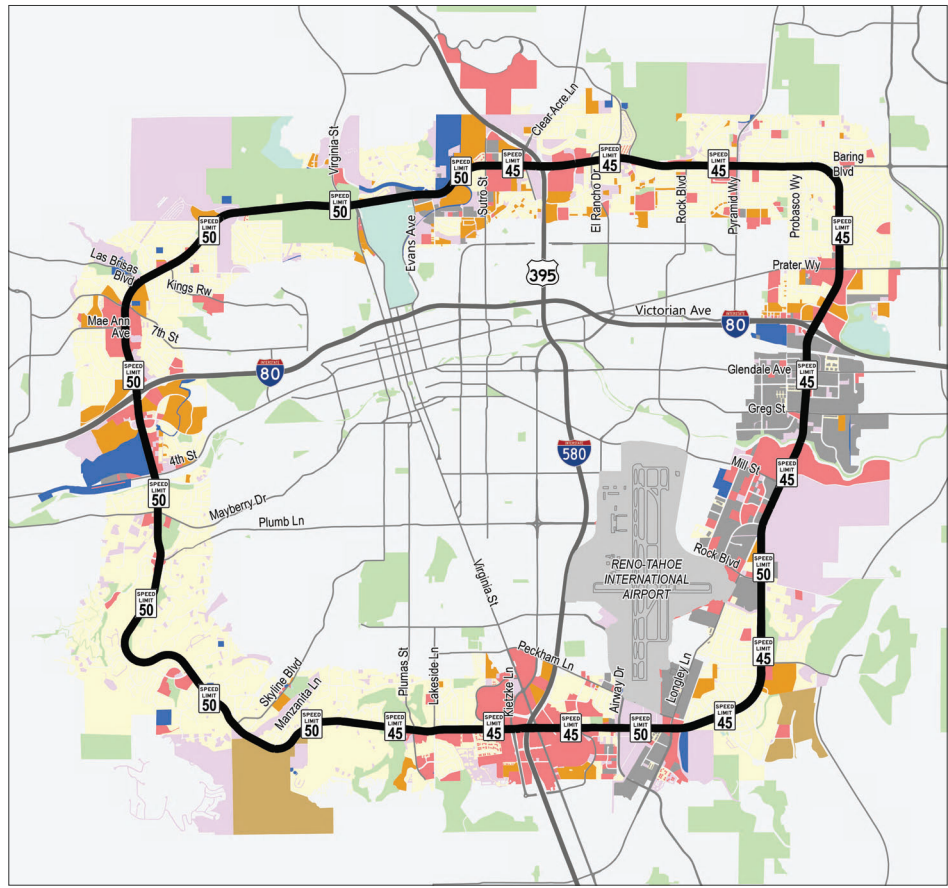 Clear Acre Ln
Virginia St
SPEED
LIMIT
50
SPEED
LIMIT
45
SPEED
LIMIT
45
SPEED
LIMIT
45
Baring
Blvd
Sutro St
El Rancho Dr
Rock Blvd
Pyramid Wy
Probasco Wy
SPEED
LIMIT
50
SPEED
LIMIT
50
Evans Ave
SPEED
LIMIT
45
Las Brisas
Blvd
Kings Rw
395
Prater Wy
Mae Ann
Ave
7th St
Victorian Ave
INTERSTATE
80
INTERSTATE
80
SPEED
LIMIT
50
Glendale Ave
SPEED
LIMIT
45
Greg St
INTERSTATE
580
4th St
Mill St
SPEED
LIMIT
45
SPEED
LIMIT
50
Mayberry Dr
Plumb Ln
Rock Blvd
SPEED
LIMIT
50
RENO-TAHOE
INTERNATIONAL
AIRPORT
Virginia St
SPEED
LIMIT
50
SPEED
LIMIT
45
Peckham Ln
Skyline Blvd
Manzanita Ln
Plumas St
Lakeside Ln
Kietzke Ln
Airway Dr
Longley Ln
SPEED
LIMIT
50
SPEED
LIMIT
50
SPEED
LIMIT
45
SPEED
LIMIT
45
SPEED
LIMIT
45
SPEED
LIMIT
50
SPEED
LIMIT
45